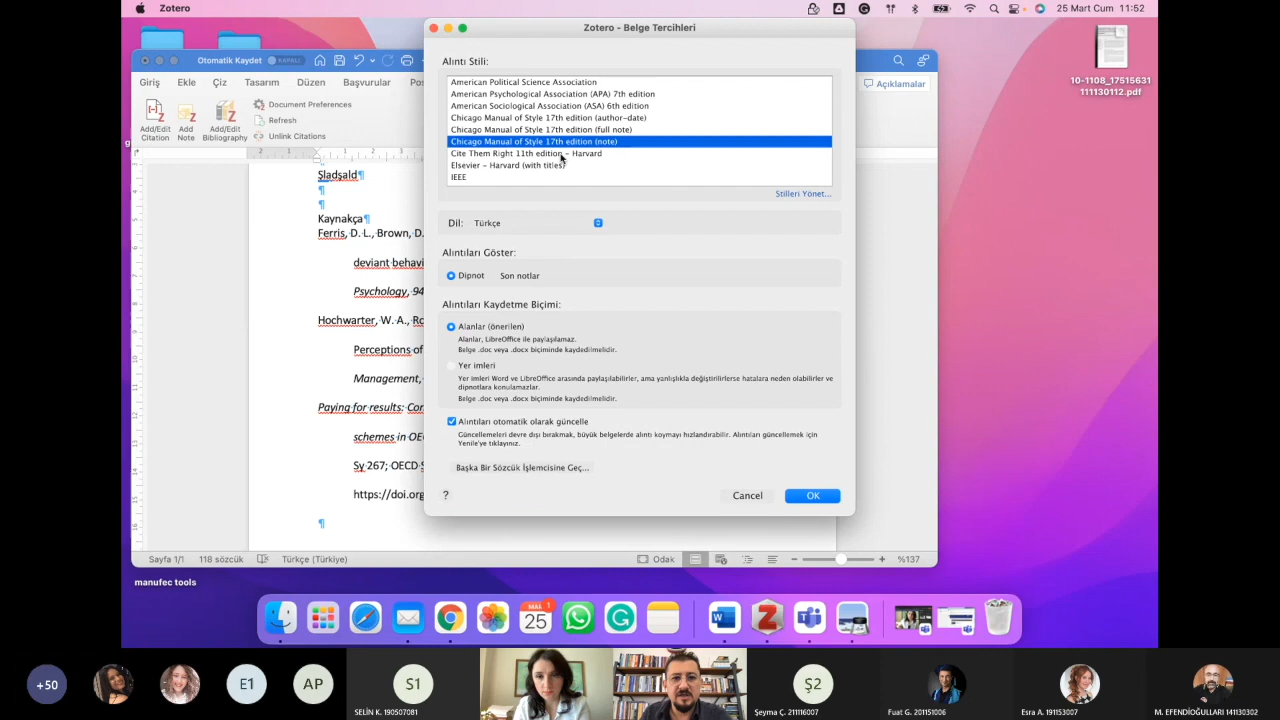 Zotero
25 Mart Cum 11:52
Zotero - Belge Tercihleri
Otomatik Kaydet
KAPALI
Giriş Ekle Çiz Tasarım Düzen Başvurular
Açıklamalar
Add/Edit Citation
Add Note
Add/Edit Bibliography
Document Preferences
Refresh
Unlink Citations
10-1108_17515631
111130112.pdf
Alıntı Stili:
American Political Science Association
American Psychological Association (APA) 7th edition
American Sociological Association (ASA) 6th edition
Chicago Manual of Style 17th edition (author-date)
Chicago Manual of Style 17th edition (full note)
Chicago Manual of Style 17th edition (note)
Cite Them Right 11th edition - Harvard
Elsevier - Harvard (with titles)
IEEE
Stilleri Yönet...
Dil: Türkçe
Alıntıları Göster:
Dipnot Son notlar
Alıntıları Kaydetme Biçimi:
Alanlar (önerilen)
Alanlar, LibreOffice ile paylaşılamaz.
Belge .doc veya .docx biçiminde kaydedilmelidir.
Yer imleri
Yer imleri Word ve LibreOffice arasında paylaşılabilirler, ama yanlışlıkla değiştirilirlerse hatalara neden olabilirler ve
dipnotlara konulamazlar.
Belge .doc veya .docx biçiminde kaydedilmelidir.
Alıntıları otomatik olarak güncelle
Güncellemeleri devre dışı bırakmak, büyük belgelerde alıntı koymayı hızlandırabilir. Alıntıları güncellemek için
Yenile'ye tıklayınız.
Başka Bir Sözcük İşlemcisine Geç...
? Cancel OK
Şladşald¶
¶
¶
Kaynakça¶
Ferris, D. L., Brown, D.
deviant behavi
Psychology, 94
Hochwarter, W. A., Ro
Perceptions of
Management,
Paying for results: Con
schemes in OE
Sy 267; OECD S
https://doi.org
¶
Sayfa 1/1 118 sözcük Türkçe (Türkiye) Odak %137
manufec tools
MAR 1
25
+50 E1 AP S1 Ş2
SELİN K. 190507081
Şeyma Ç. 211116007
Fuat G. 201151006
Esra A. 191153007
M. EFENDİOĞULLARI 141130302